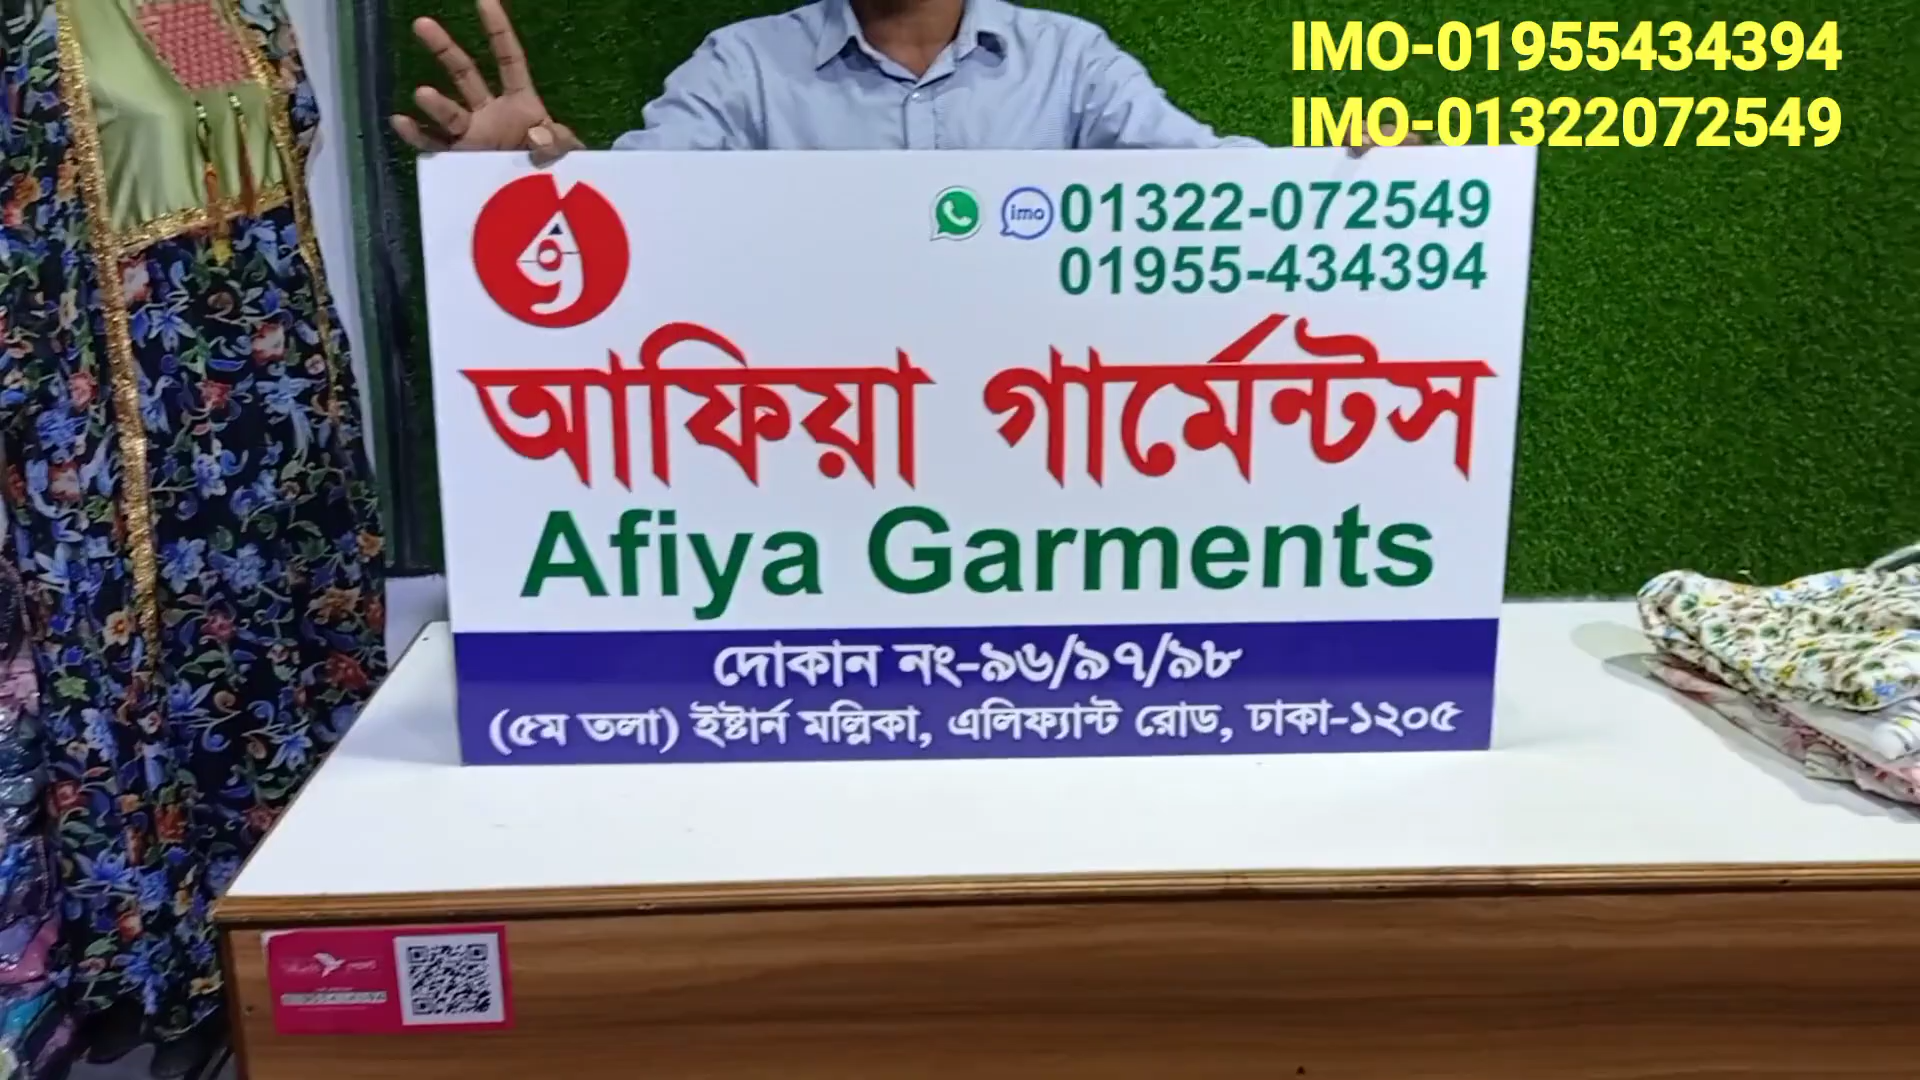 IMO-01955434394
IMO-01322072549
imo 01322-072549
01955-434394
আফিয়া গার্মেন্টস
Afiya Garments
দোকান নং-৯৬/৯৭/৯৮
(৫ম তলা) ইষ্টার্ন মল্লিকা, এলিফ্যান্ট রোড, ঢাকা-১২০৫